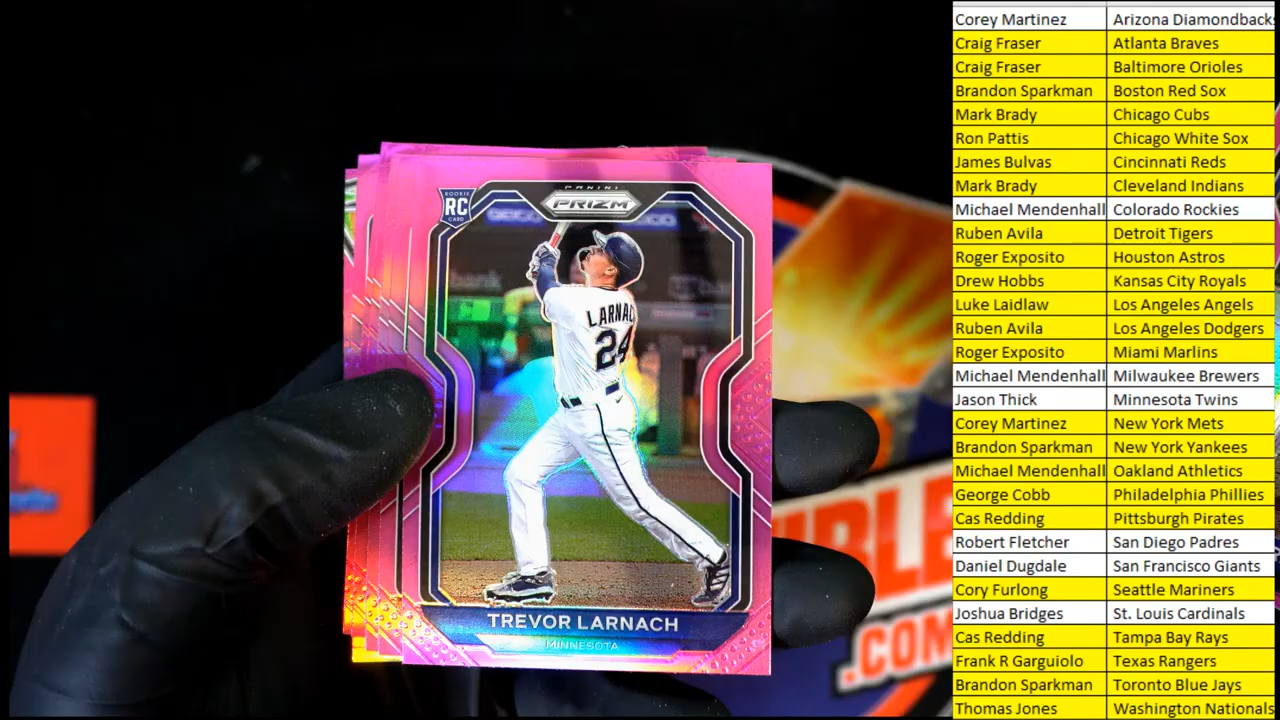 ROOKIE
RC
CARD
PANINI
PRIZM
LARNAC
24
TREVOR LARNACH
MINNESOTA
.COM
Corey Martinez Arizona Diamondbacks
Craig Fraser Atlanta Braves
Craig Fraser Baltimore Orioles
Brandon Sparkman Boston Red Sox
Mark Brady Chicago Cubs
Ron Pattis Chicago White Sox
James Bulvas Cincinnati Reds
Mark Brady Cleveland Indians
Michael Mendenhall Colorado Rockies
Ruben Avila Detroit Tigers
Roger Exposito Houston Astros
Drew Hobbs Kansas City Royals
Luke Laidlaw Los Angeles Angels
Ruben Avila Los Angeles Dodgers
Roger Exposito Miami Marlins
Michael Mendenhall Milwaukee Brewers
Jason Thick Minnesota Twins
Corey Martinez New York Mets
Brandon Sparkman New York Yankees
Michael Mendenhall Oakland Athletics
George Cobb Philadelphia Phillies
Cas Redding Pittsburgh Pirates
Robert Fletcher San Diego Padres
Daniel Dugdale San Francisco Giants
Cory Furlong Seattle Mariners
Joshua Bridges St. Louis Cardinals
Cas Redding Tampa Bay Rays
Frank R Garguiolo Texas Rangers
Brandon Sparkman Toronto Blue Jays
Thomas Jones Washington Nationals